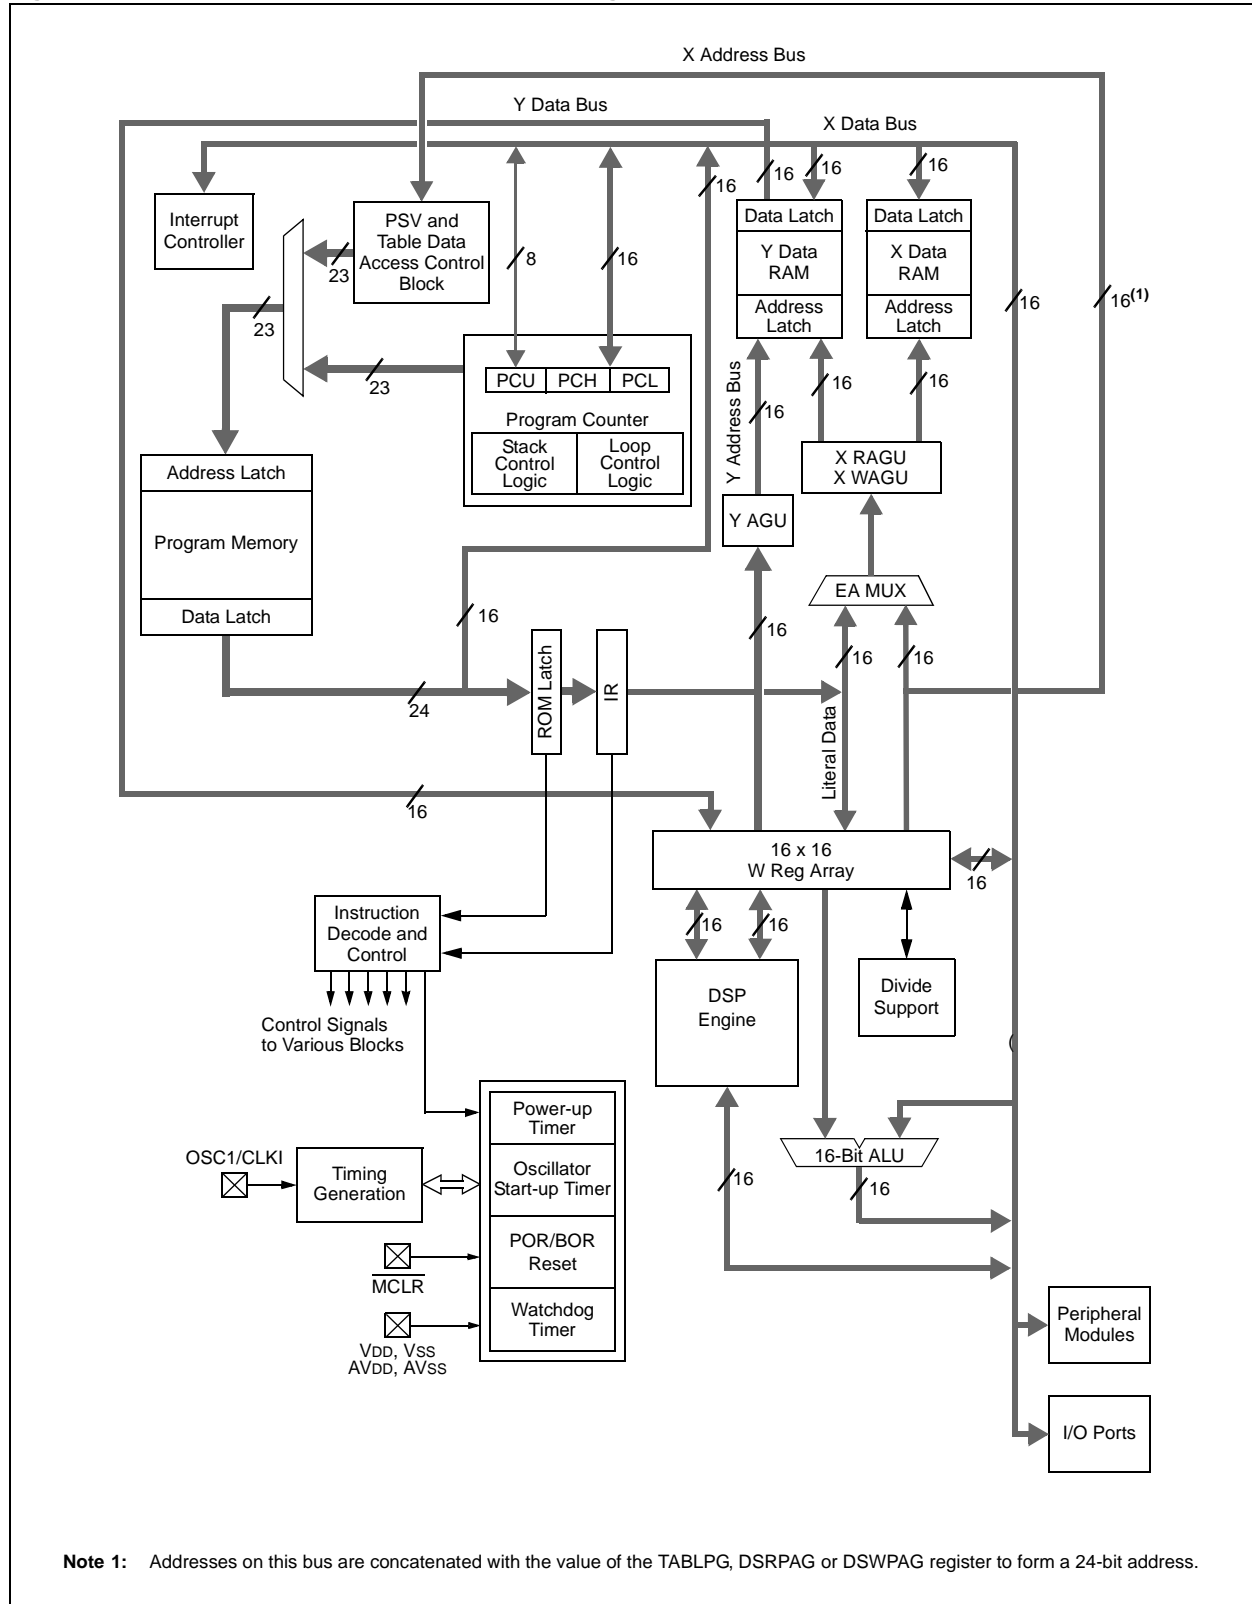 X Address Bus
Y Data Bus
X Data Bus
16
16
16
16
Interrupt
Controller
PSV and
Table Data
Access Control
Block
23
8
16
Data Latch
Y Data
RAM
Address
Latch
Data Latch
X Data
RAM
Address
Latch
16
16(1)
23
23
PCU
PCH
PCL
Program Counter
Stack
Control
Logic
Loop
Control
Logic
Y Address Bus
16
16
16
X RAGU
X WAGU
Address Latch
Program Memory
Data Latch
Y AGU
EA MUX
16
16
16
16
24
ROM Latch
IR
Literal Data
16
16 x 16
W Reg Array
16
Instruction
Decode and
Control
16
16
DSP
Engine
Divide
Support
Control Signals
to Various Blocks
Power-up
Timer
Oscillator
Start-up Timer
POR/BOR
Reset
Watchdog
Timer
OSC1/CLKI
Timing
Generation
MCLR
VDD, VSS
AVDD, AVSS
16-Bit ALU
16
16
Peripheral
Modules
I/O Ports
Note 1: Addresses on this bus are concatenated with the value of the TABLPG, DSRPAG or DSWPAG register to form a 24-bit address.